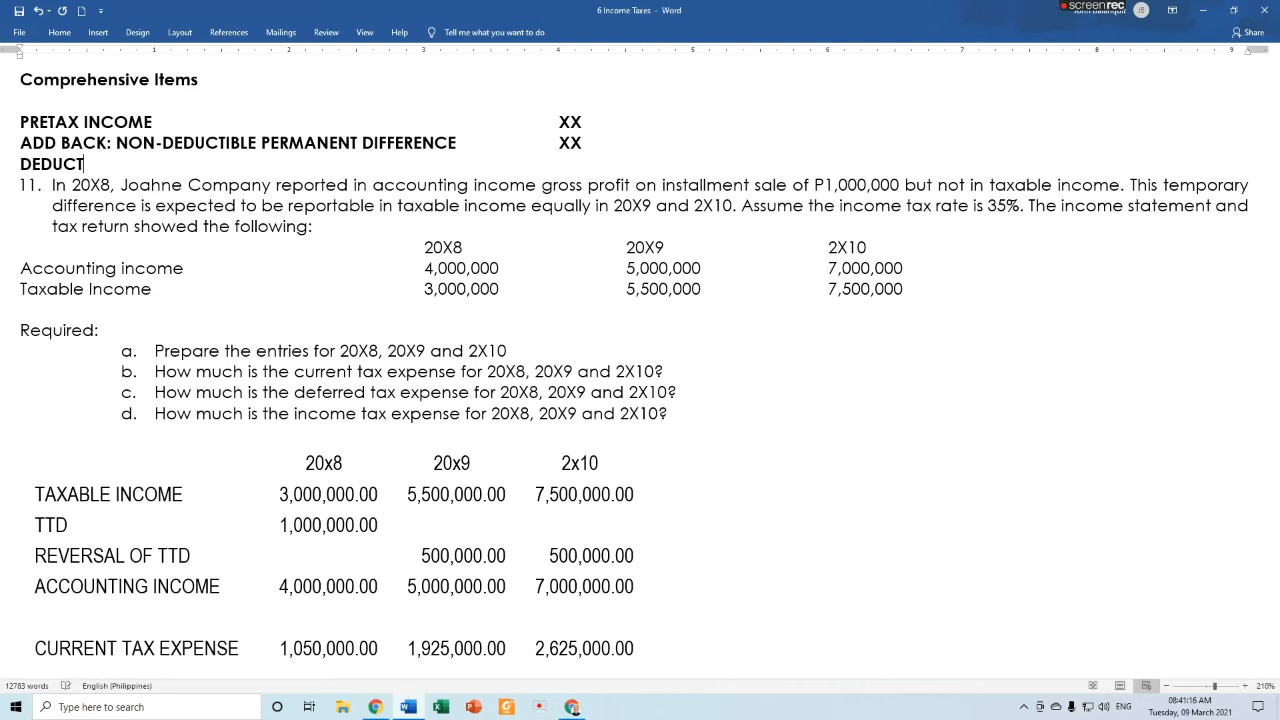 screenrec
6 Income Taxes - Word
JB
File Home Insert Design Layout References Mailings Review View Help Tell me what you want to do Share
1 2 3 4 5 6 7 8 9
Comprehensive Items
PRETAX INCOME XX
ADD BACK: NON-DEDUCTIBLE PERMANENT DIFFERENCE XX
DEDUCT
11. In 20X8, Joahne Company reported in accounting income gross profit on installment sale of P1,000,000 but not in taxable income. This temporary
difference is expected to be reportable in taxable income equally in 20X9 and 2X10. Assume the income tax rate is 35%. The income statement and
tax return showed the following:
20X8 20X9 2X10
Accounting income 4,000,000 5,000,000 7,000,000
Taxable Income 3,000,000 5,500,000 7,500,000
Required:
a. Prepare the entries for 20X8, 20X9 and 2X10
b. How much is the current tax expense for 20X8, 20X9 and 2X10?
c. How much is the deferred tax expense for 20X8, 20X9 and 2X10?
d. How much is the income tax expense for 20X8, 20X9 and 2X10?
20x8 20x9 2x10
TAXABLE INCOME 3,000,000.00 5,500,000.00 7,500,000.00
TTD 1,000,000.00
REVERSAL OF TTD 500,000.00 500,000.00
ACCOUNTING INCOME 4,000,000.00 5,000,000.00 7,000,000.00
CURRENT TAX EXPENSE 1,050,000.00 1,925,000.00 2,625,000.00
12783 words English (Philippines) 210%
Type here to search ENG 08:41:16 AM
Tuesday, 09 March 2021